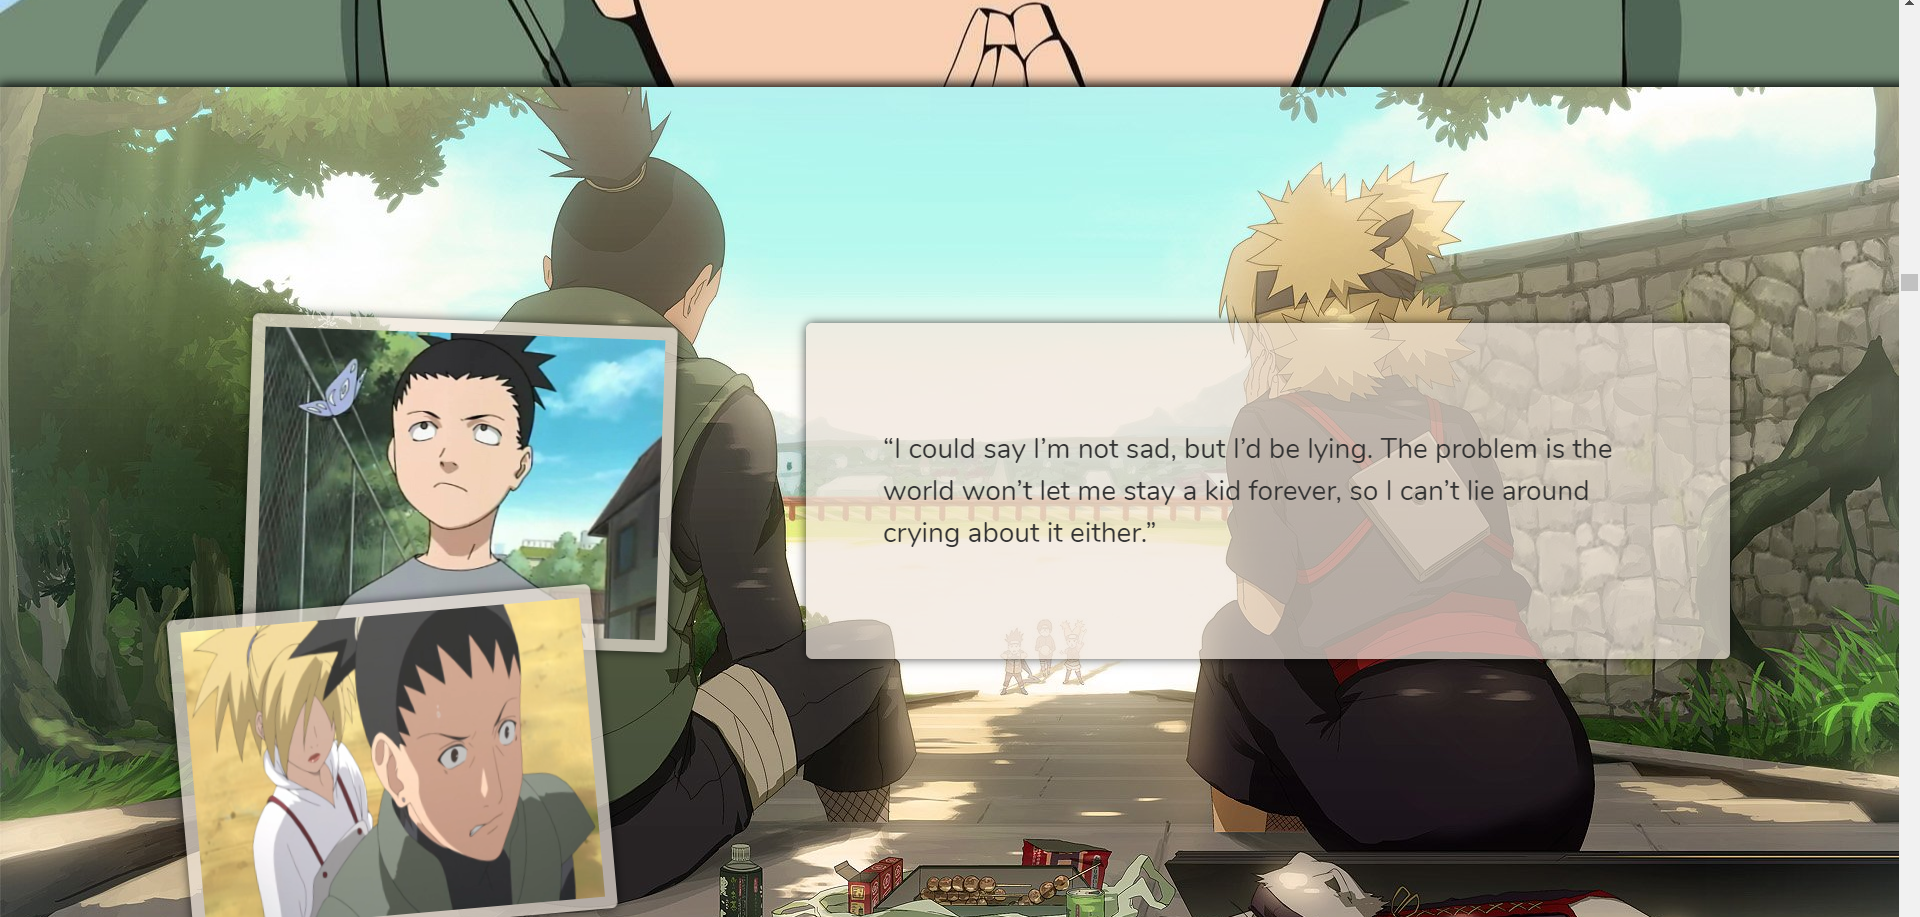 “I could say I’m not sad, but I’d be lying. The problem is the
world won’t let me stay a kid forever, so I can’t lie around
crying about it either.”